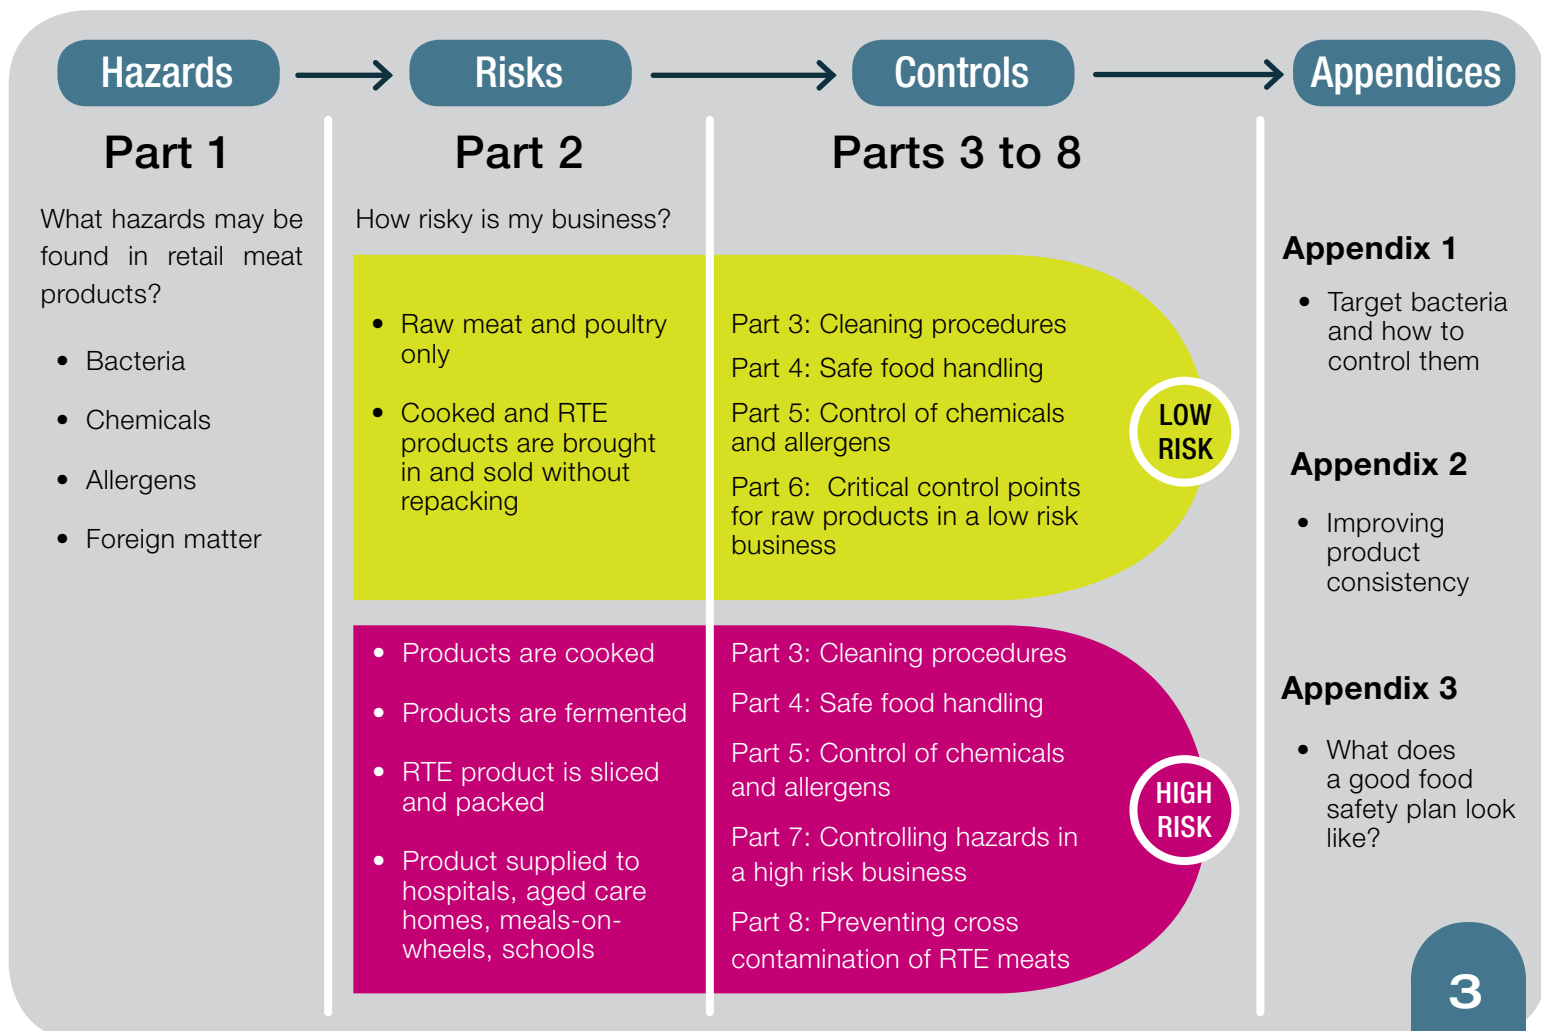 Hazards
Risks
Controls
Appendices
Part 1
What hazards may be
found in retail meat
products?
• Bacteria
• Chemicals
• Allergens
• Foreign matter
Part 2
How risky is my business?
• Raw meat and poultry
only
• Cooked and RTE
products are brought
in and sold without
repacking
• Products are cooked
• Products are fermented
• RTE product is sliced
and packed
• Product supplied to
hospitals, aged care
homes, meals-on-
wheels, schools
Parts 3 to 8
Part 3: Cleaning procedures
Part 4: Safe food handling
Part 5: Control of chemicals
and allergens
Part 6: Critical control points
for raw products in a low risk
business
LOW
RISK
Part 3: Cleaning procedures
Part 4: Safe food handling
Part 5: Control of chemicals
and allergens
Part 7: Controlling hazards in
a high risk business
Part 8: Preventing cross
contamination of RTE meats
HIGH
RISK
Appendix 1
• Target bacteria
and how to
control them
Appendix 2
• Improving
product
consistency
Appendix 3
• What does
a good food
safety plan look
like?
3